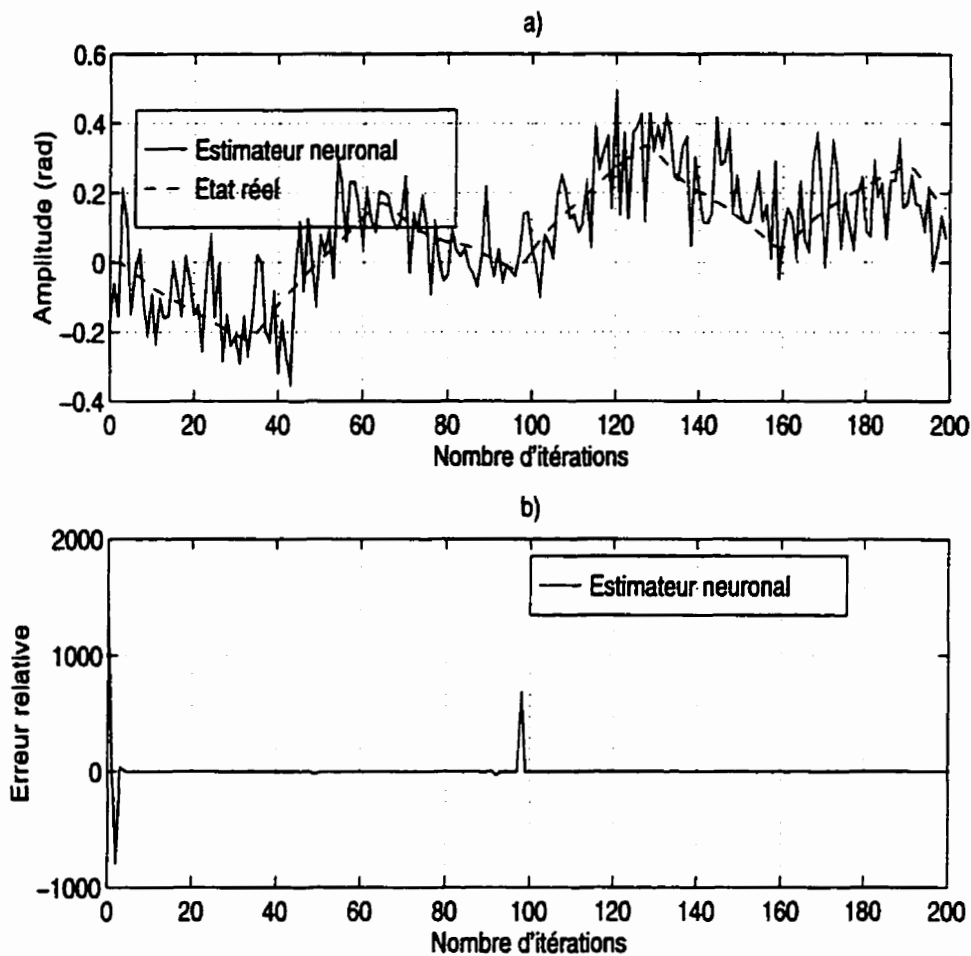 a)
0.6
0.4
0.2
0
−0.2
−0.4
Amplitude (rad)
Estimateur neuronal
Etat réel
0 20 40 60 80 100 120 140 160 180 200
Nombre d'itérations
b)
2000
1000
0
−1000
Erreur relative
Estimateur neuronal
0 20 40 60 80 100 120 140 160 180 200
Nombre d'itérations